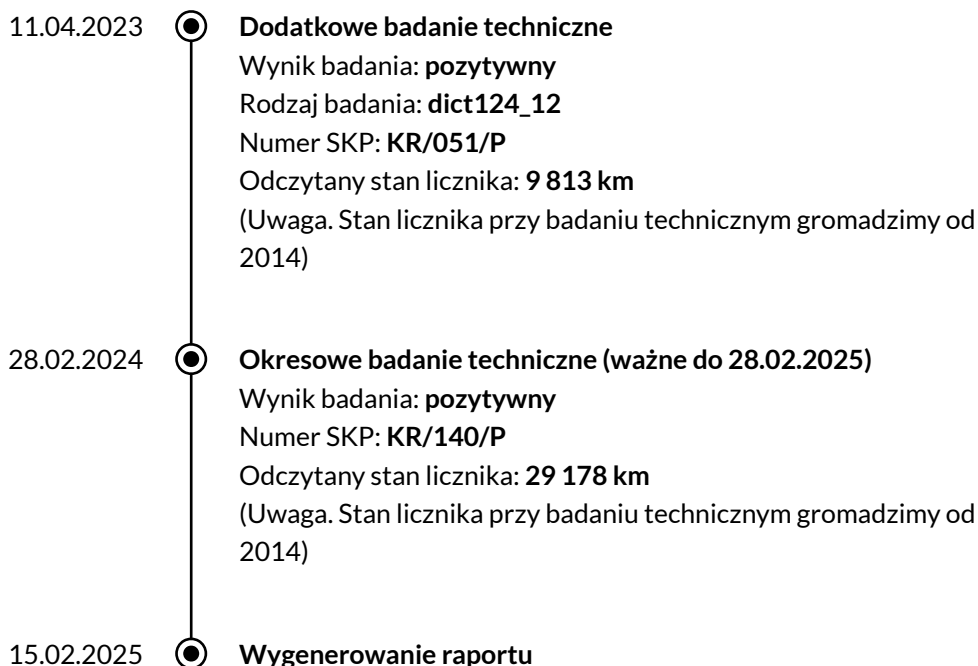 11.04.2023 Dodatkowe badanie techniczne
Wynik badania: pozytywny
Rodzaj badania: dict124_12
Numer SKP: KR/051/P
Odczytany stan licznika: 9 813 km
(Uwaga. Stan licznika przy badaniu technicznym gromadzimy od
2014)
28.02.2024 Okresowe badanie techniczne (ważne do 28.02.2025)
Wynik badania: pozytywny
Numer SKP: KR/140/P
Odczytany stan licznika: 29 178 km
(Uwaga. Stan licznika przy badaniu technicznym gromadzimy od
2014)
15.02.2025 Wygenerowanie raportu